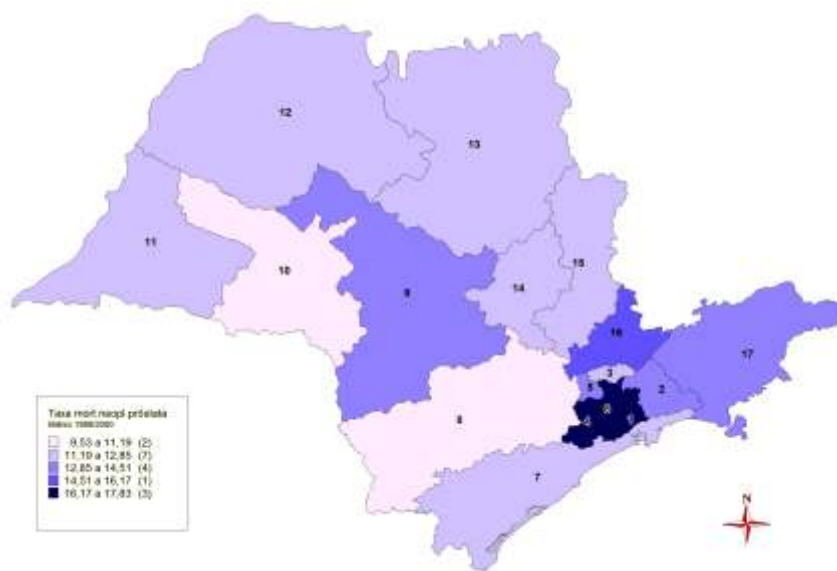 12
13
11
10
15
14
9
16
17
3
5
2
6
8
7
N
Taxa mort neopl próstata
9,53 a 11,19 (2)
11,19 a 12,85 (7)
12,85 a 14,51 (4)
14,51 a 16,17 (1)
16,17 a 17,83 (3)